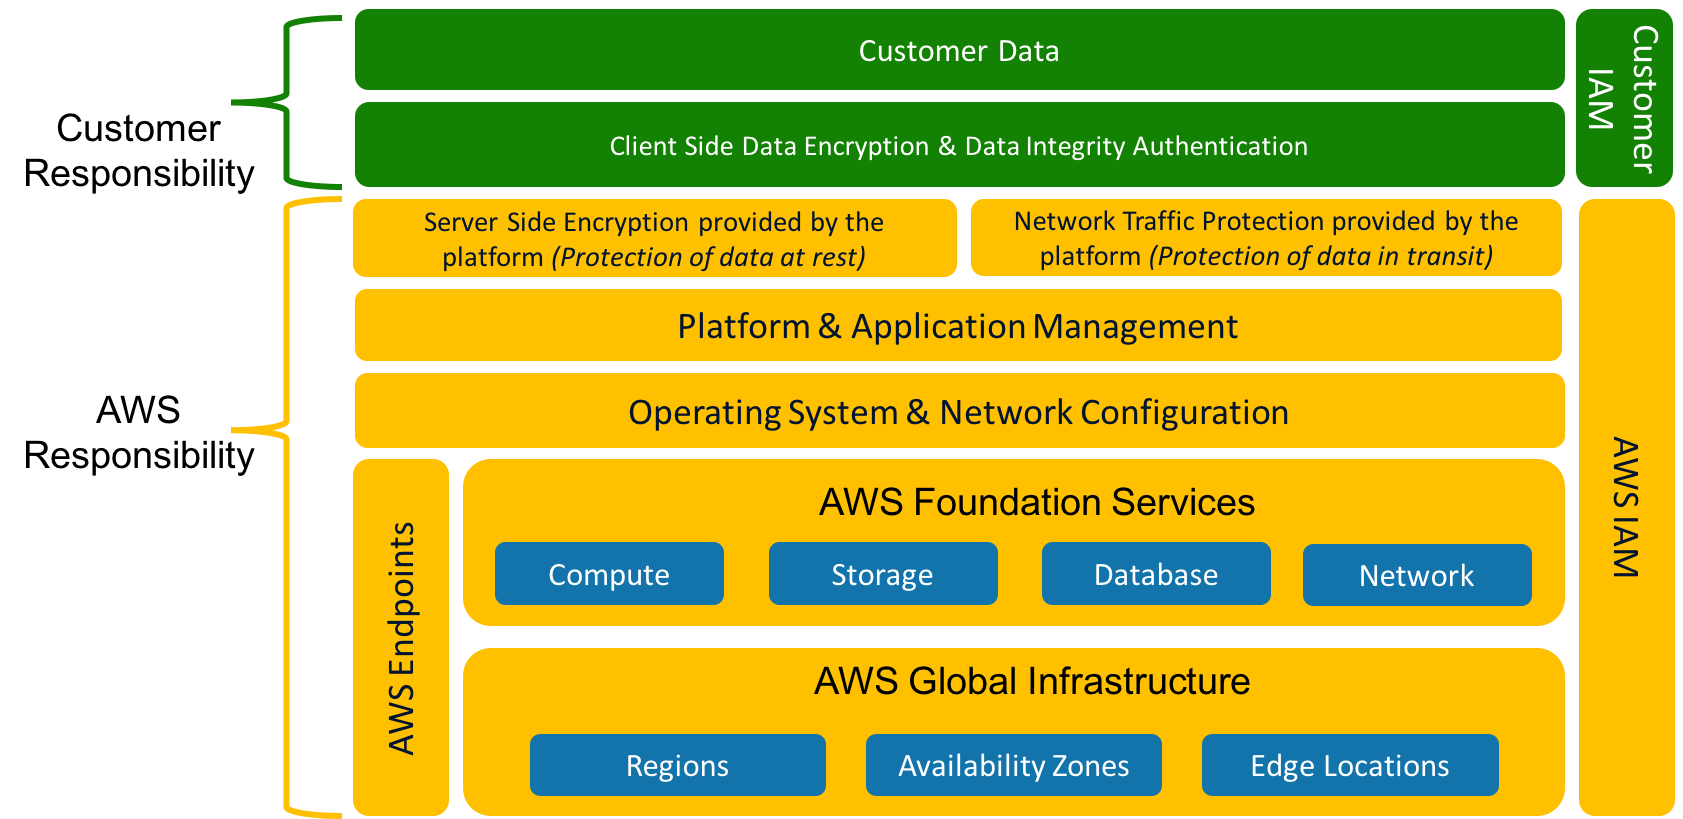 Customer
Responsibility
Customer Data
Client Side Data Encryption & Data Integrity Authentication
Customer
IAM
AWS
Responsibility
Server Side Encryption provided by the
platform (Protection of data at rest)
Network Traffic Protection provided by the
platform (Protection of data in transit)
Platform & Application Management
Operating System & Network Configuration
AWS Endpoints
AWS Foundation Services
Compute
Storage
Database
Network
AWS Global Infrastructure
Regions
Availability Zones
Edge Locations
AWS IAM